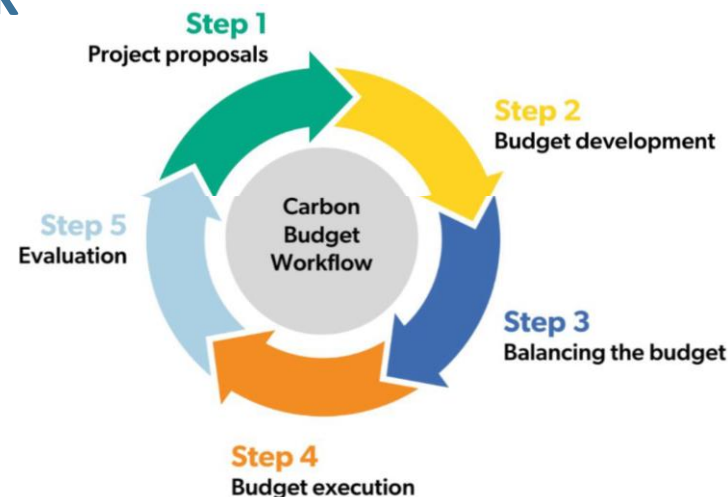 Step 1
Project proposals
Step 2
Budget development
Carbon
Budget
Workflow
Step 5
Evaluation
Step 3
Balancing the budget
Step 4
Budget execution